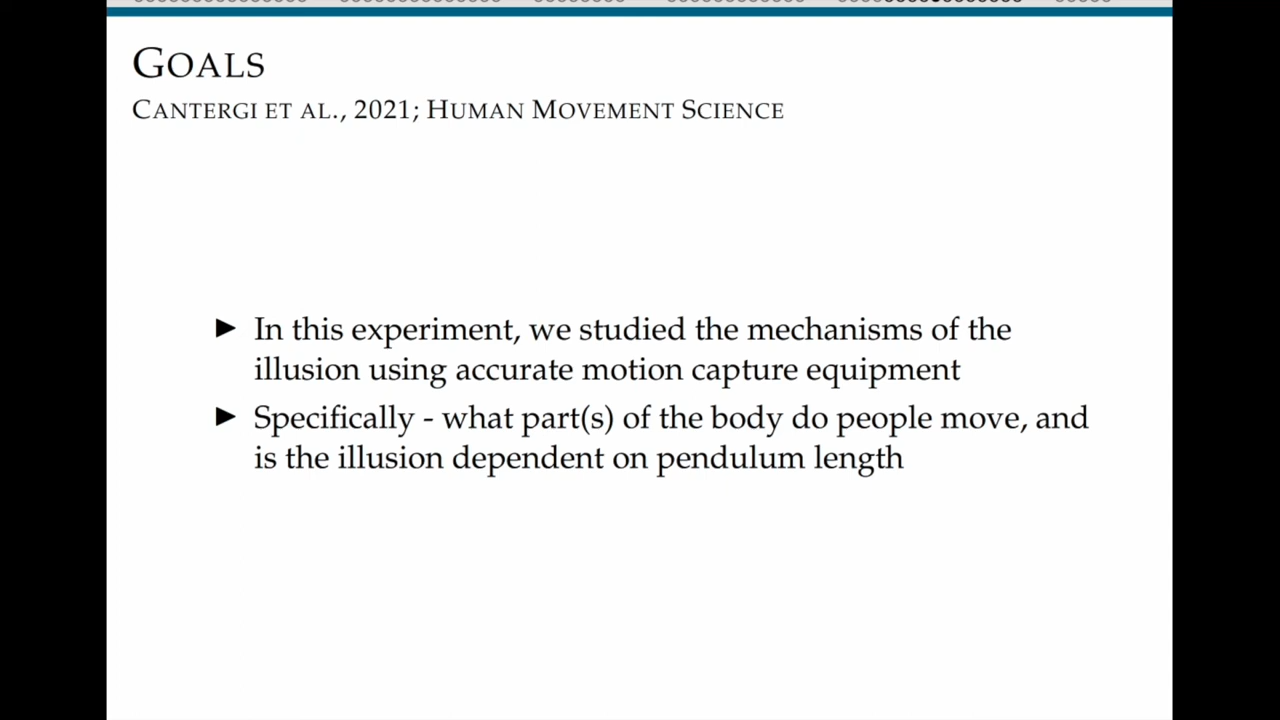 GOALS
CANTERGI ET AL., 2021; HUMAN MOVEMENT SCIENCE
In this experiment, we studied the mechanisms of the
illusion using accurate motion capture equipment
Specifically - what part(s) of the body do people move, and
is the illusion dependent on pendulum length